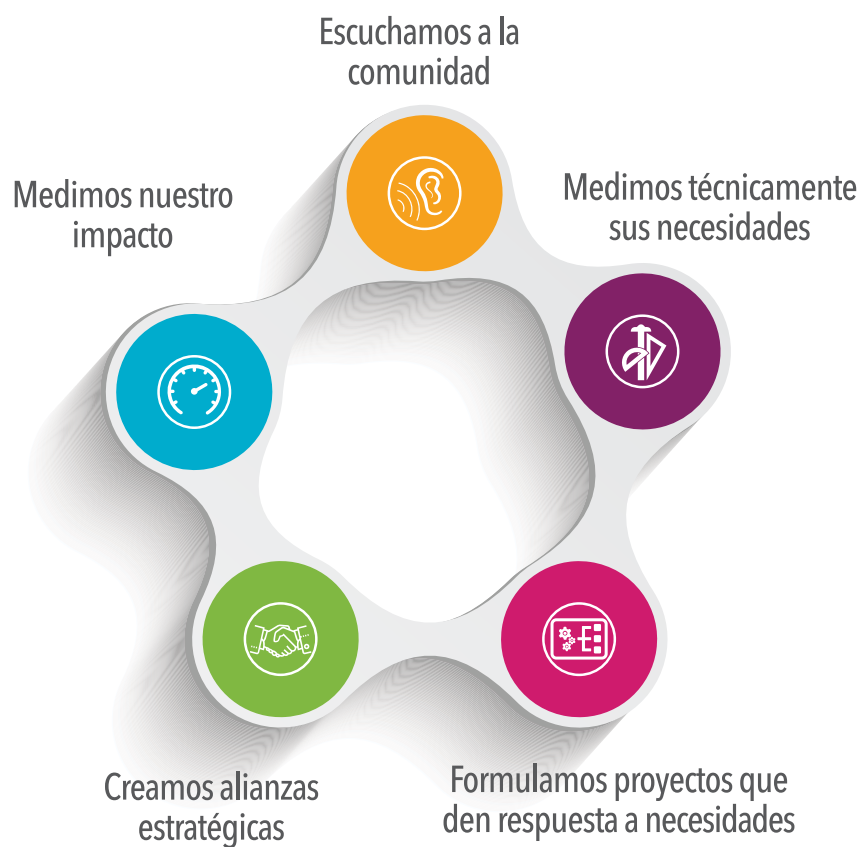 Escuchamos a la
comunidad
Medimos técnicamente
sus necesidades
Formulamos proyectos que
den respuesta a necesidades
Creamos alianzas
estratégicas
Medimos nuestro
impacto